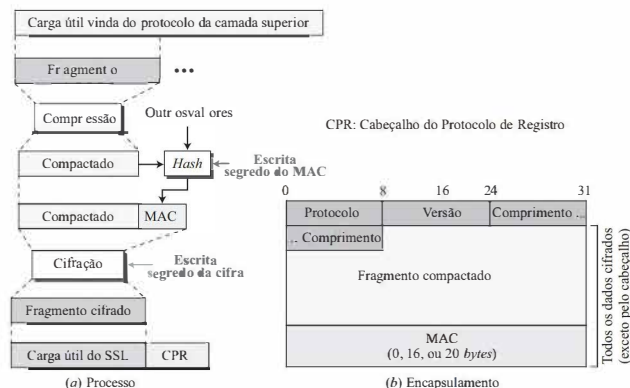 Carga útil vinda do protocolo da camada superior
Fr agment o
•••
Compr essão
Outr osval ores
Compactado
Hash
Escrita
segredo do MAC
Compactado
MAC
Cifração
Escrita
segredo da cifra
Fragmento cifrado
Carga útil do SSL
CPR
(a) Processo
CPR: Cabeçalho do Protocolo de Registro
0 8 16 24 31
Protocolo
Versão
Comprimento ...
... Comprimento
Fragmento compactado
MAC
(0, 16, ou 20 bytes)
Todos os dados cifrados
(exceto pelo cabeçalho)
(b) Encapsulamento